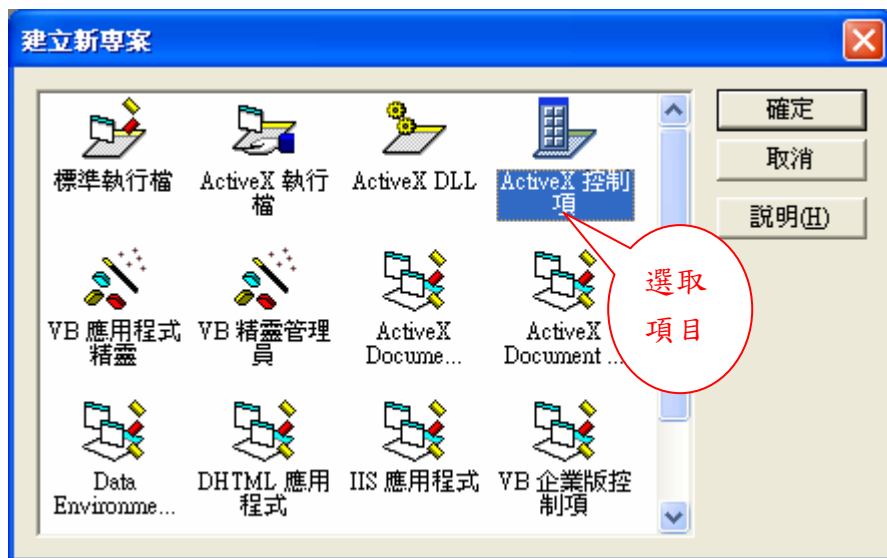 建立新專案
標準執行檔
ActiveX 執行
檔
ActiveX DLL
ActiveX 控制
項
確定
取消
說明(H)
選取
項目
VB 應用程式
精靈
VB 精靈管理
員
ActiveX
Docume...
ActiveX
Document ...
Data
Environme...
DHTML 應用
程式
IIS 應用程式
VB 企業版控
制項